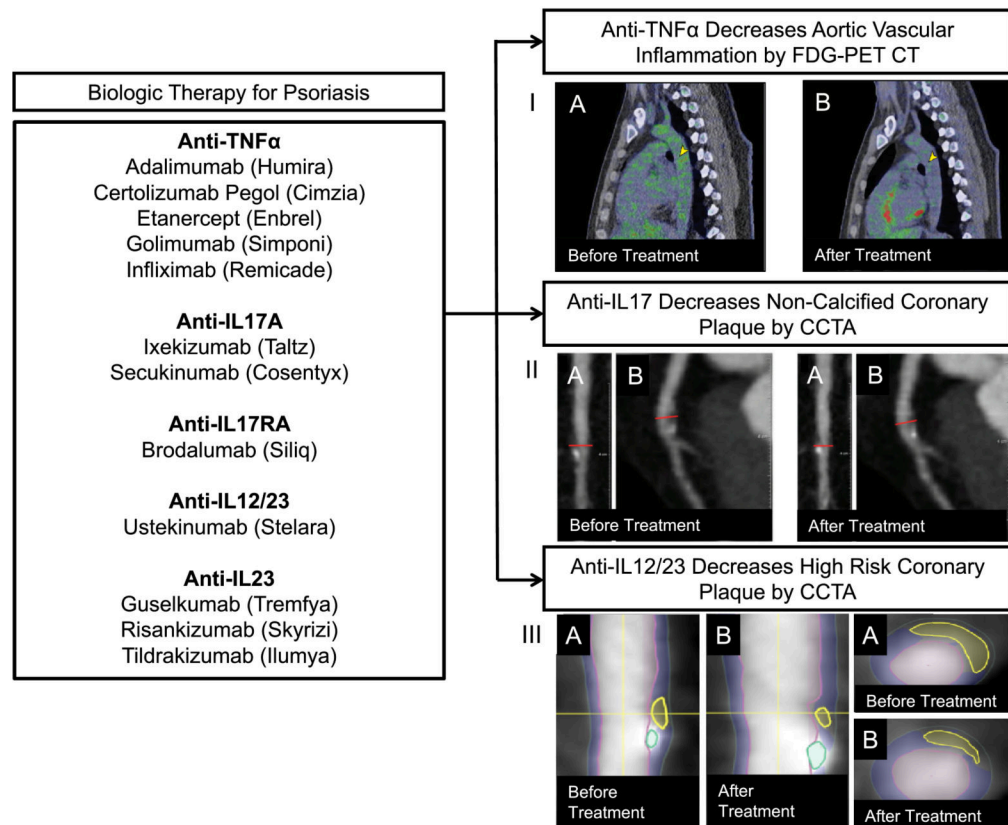 Biologic Therapy for Psoriasis
Anti-TNFα
Adalimumab (Humira)
Certolizumab Pegol (Cimzia)
Etanercept (Enbrel)
Golimumab (Simponi)
Infliximab (Remicade)
Anti-IL17A
Ixekizumab (Taltz)
Secukinumab (Cosentyx)
Anti-IL17RA
Brodalumab (Siliq)
Anti-IL12/23
Ustekinumab (Stelara)
Anti-IL23
Guselkumab (Tremfya)
Risankizumab (Skyrizi)
Tildrakizumab (Ilumya)
Anti-TNFα Decreases Aortic Vascular
Inflammation by FDG-PET CT
I
A
Before Treatment
B
After Treatment
Anti-IL17 Decreases Non-Calcified Coronary
Plaque by CCTA
II
A
B
Before Treatment
A
B
After Treatment
Anti-IL12/23 Decreases High Risk Coronary
Plaque by CCTA
III
A
Before
Treatment
B
After
Treatment
A
Before Treatment
B
After Treatment